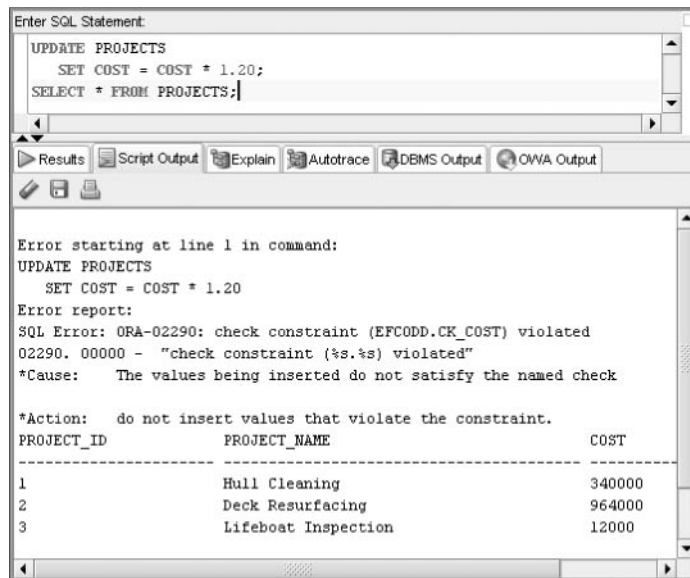 Enter SQL Statement:
UPDATE PROJECTS
SET COST = COST * 1.20;
SELECT * FROM PROJECTS;
Results Script Output Explain Autotrace DBMS Output OWA Output
Error starting at line 1 in command:
UPDATE PROJECTS
SET COST = COST * 1.20
Error report:
SQL Error: ORA-02290: check constraint (EFCODD.CK_COST) violated
02290. 00000 -  "check constraint (%s.%s) violated"
*Cause:    The values being inserted do not satisfy the named check
*Action:   do not insert values that violate the constraint.
PROJECT_ID PROJECT_NAME COST
---------------------- ---------------------------------------- ----------
1 Hull Cleaning 340000
2 Deck Resurfacing 964000
3 Lifeboat Inspection 12000